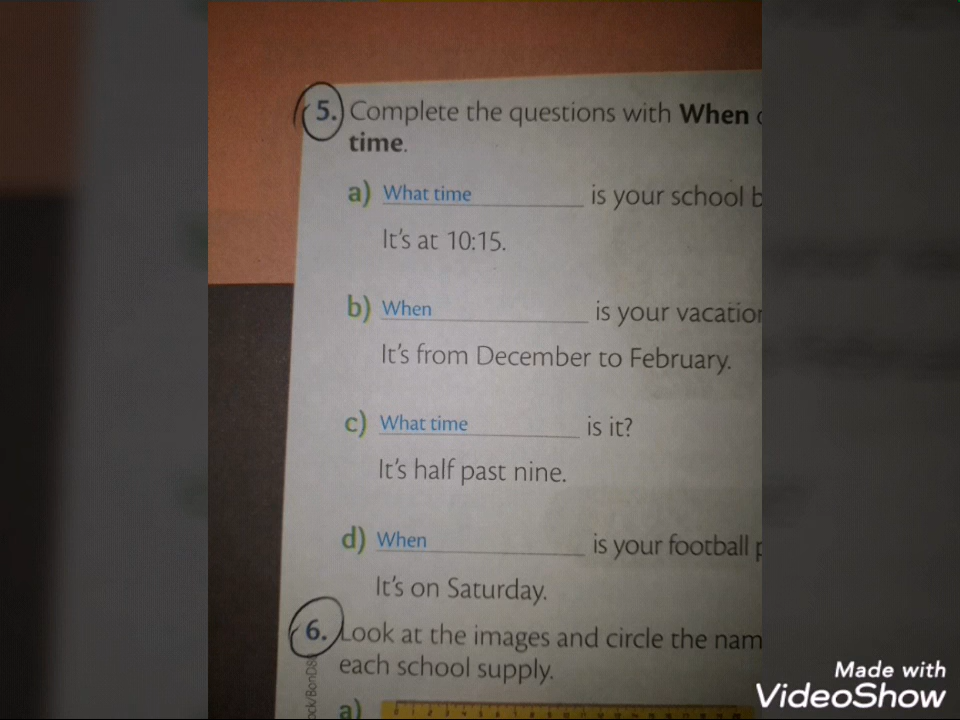 5. Complete the questions with When
time.
a) What time is your school
It's at 10:15.
b) When is your
It's from December to February.
c) What time is it?
It's half past nine.
d) When is your football
It's on Saturday.
6. Look at the images and circle the
each school supply.
a)
Made with
VideoShow